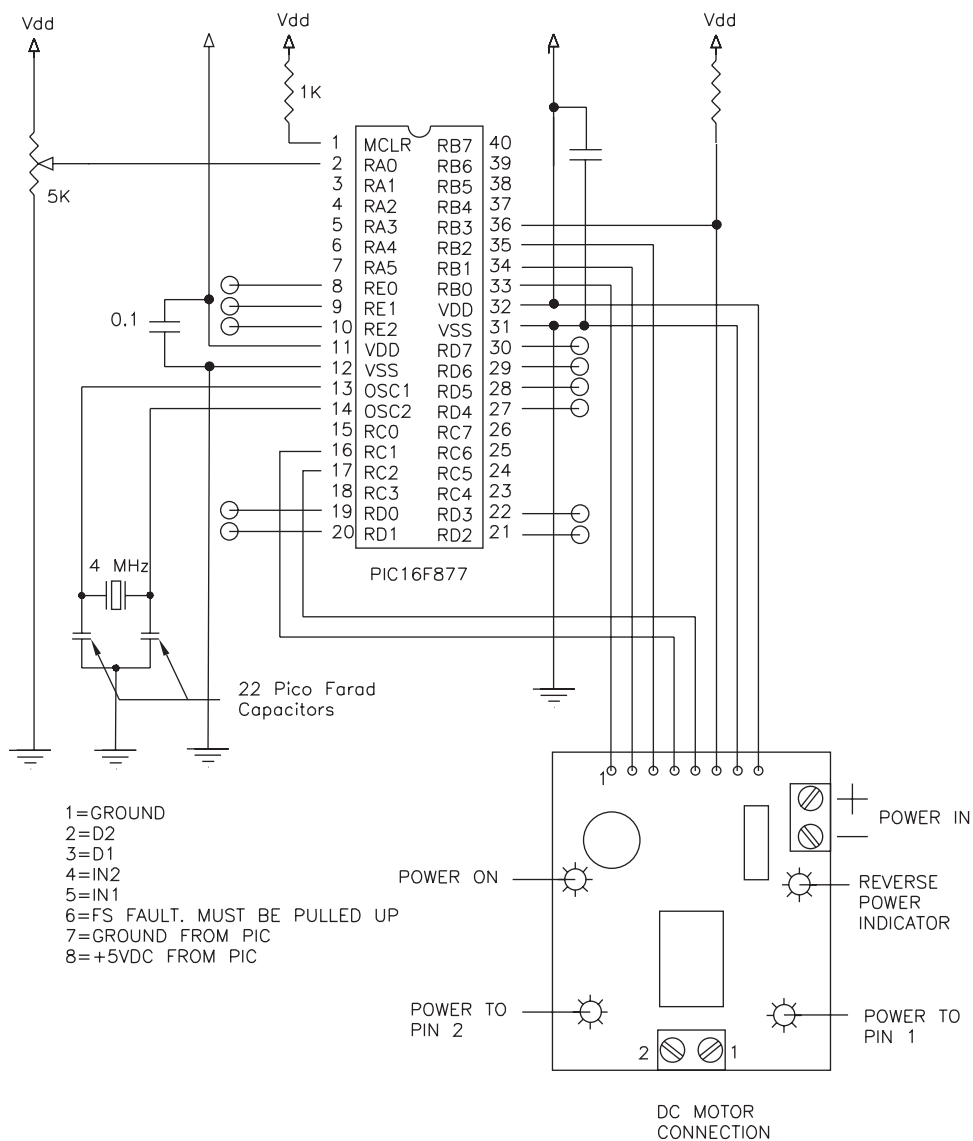 Vdd
Vdd
Vdd
1K
5K
0.1
1 MCLR RB7 40
2 RA0 RB6 39
3 RA1 RB5 38
4 RA2 RB4 37
5 RA3 RB3 36
6 RA4 RB2 35
7 RA5 RB1 34
8 RE0 RB0 33
9 RE1 VDD 32
10 RE2 VSS 31
11 VDD RD7 30
12 VSS RD6 29
13 OSC1 RD5 28
14 OSC2 RD4 27
15 RC0 RC7 26
16 RC1 RC6 25
17 RC2 RC5 24
18 RC3 RC4 23
19 RD0 RD3 22
20 RD1 RD2 21
PIC16F877
4 MHz
22 Pico Farad
Capacitors
1=GROUND
2=D2
3=D1
4=IN2
5=IN1
6=FS FAULT. MUST BE PULLED UP
7=GROUND FROM PIC
8=+5VDC FROM PIC
1
+
POWER IN
−
POWER ON
REVERSE
POWER
INDICATOR
POWER TO
PIN 2
POWER TO
PIN 1
2 1
DC MOTOR
CONNECTION